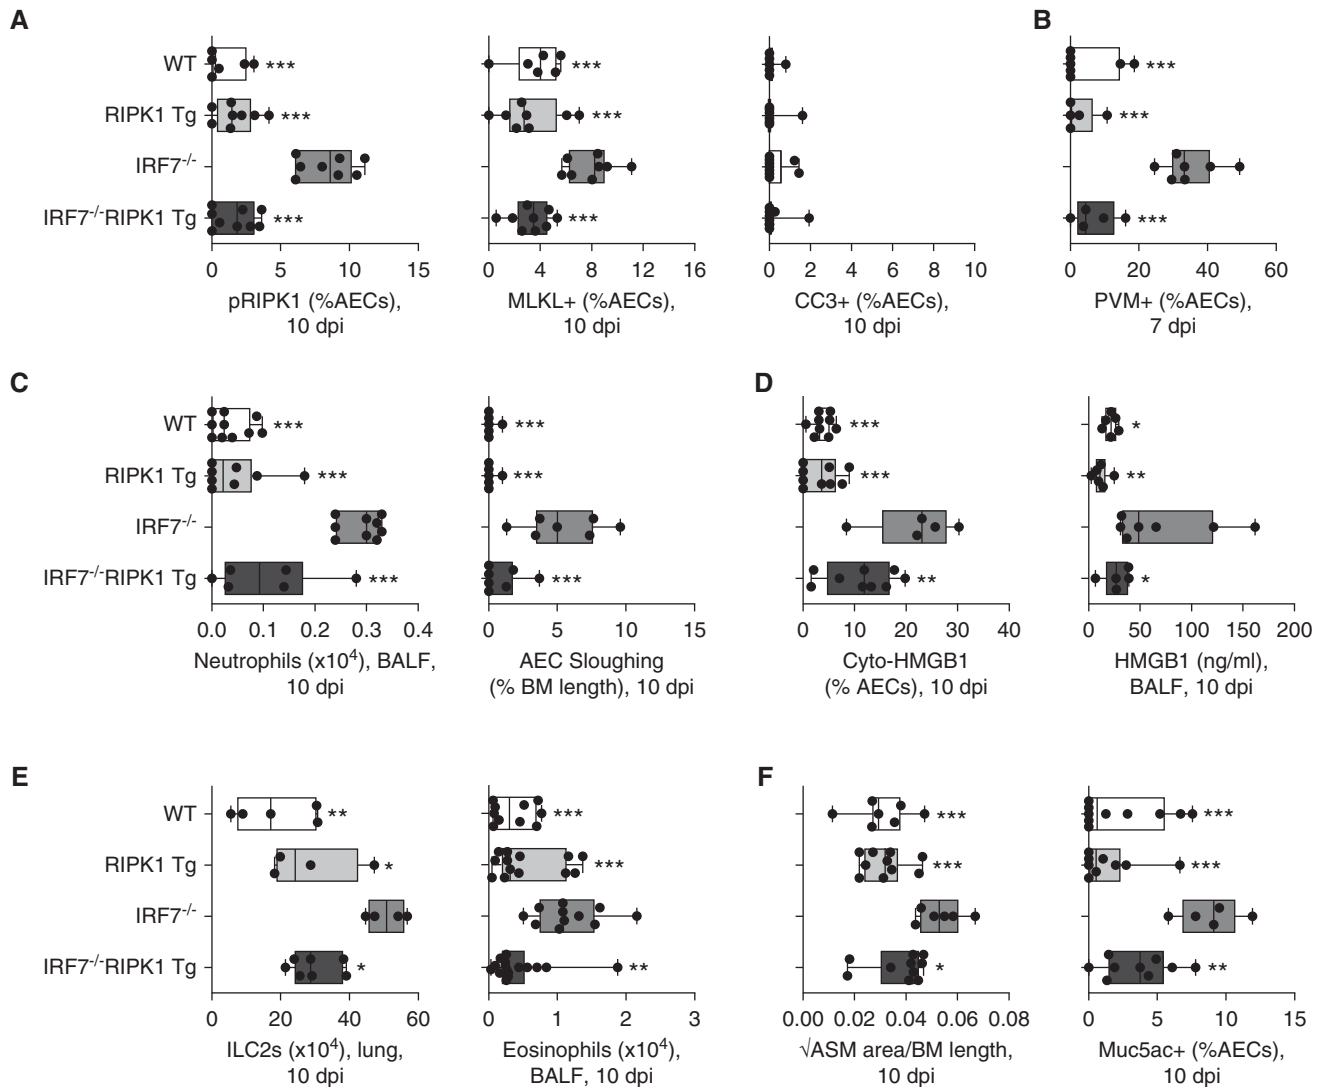 A
B
WT
***
***
***
RIPK1 Tg
***
***
***
IRF7-/-
IRF7-/-RIPK1 Tg
***
***
***
0 5 10 15
0 4 8 12 16
0 2 4 6 8 10
0 20 40 60
pRIPK1 (%AECs),
10 dpi
MLKL+ (%AECs),
10 dpi
CC3+ (%AECs),
10 dpi
PVM+ (%AECs),
7 dpi
C
D
WT
***
***
***
*
RIPK1 Tg
***
***
***
**
IRF7-/-
IRF7-/-RIPK1 Tg
***
***
**
*
0.0 0.1 0.2 0.3 0.4
0 5 10 15
0 10 20 30 40
0 50 100 150 200
Neutrophils (x10⁴), BALF,
10 dpi
AEC Sloughing
(% BM length), 10 dpi
Cyto-HMGB1
(% AECs), 10 dpi
HMGB1 (ng/ml),
BALF, 10 dpi
E
F
WT
**
***
***
***
RIPK1 Tg
*
***
***
***
IRF7-/-
IRF7-/-RIPK1 Tg
*
**
*
**
0 20 40 60
0 1 2 3
0.00 0.02 0.04 0.06 0.08
0 5 10 15
ILC2s (x10⁴), lung,
10 dpi
Eosinophils (x10⁴),
BALF, 10 dpi
√ASM area/BM length,
10 dpi
Muc5ac+ (%AECs),
10 dpi